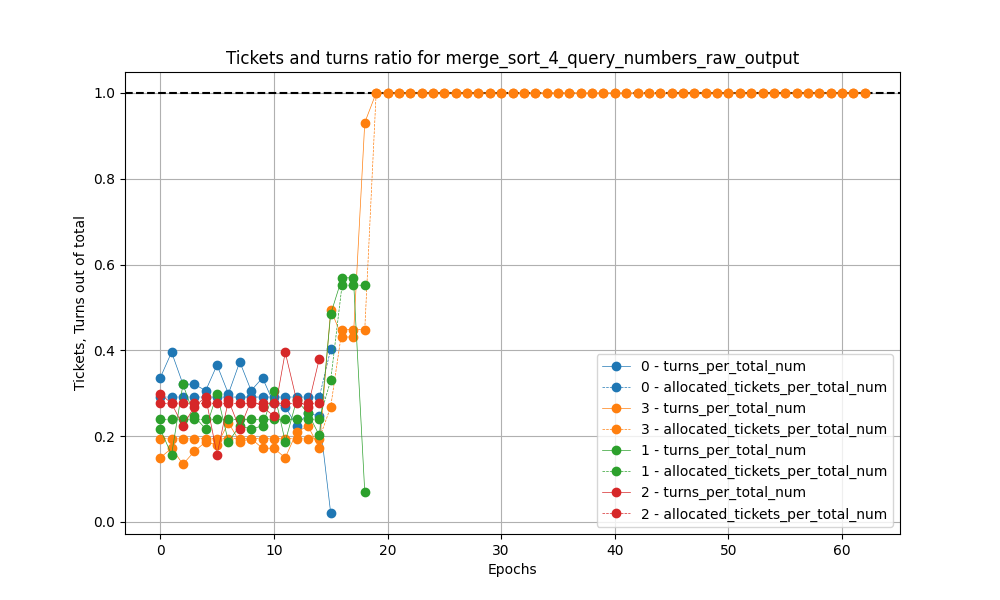 Tickets and turns ratio for merge_sort_4_query_numbers_raw_output
Tickets, Turns out of total
1.0
0.8
0.6
0.4
0.2
0.0
0 - turns_per_total_num
0 - allocated_tickets_per_total_num
3 - turns_per_total_num
3 - allocated_tickets_per_total_num
1 - turns_per_total_num
1 - allocated_tickets_per_total_num
2 - turns_per_total_num
2 - allocated_tickets_per_total_num
0 10 20 30 40 50 60
Epochs